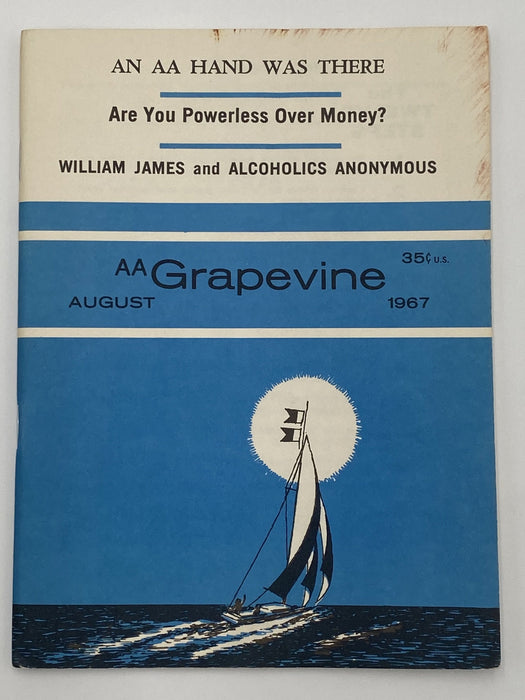 AN AA HAND WAS THERE
Are You Powerless Over Money?
WILLIAM JAMES and ALCOHOLICS ANONYMOUS
35¢ U.S.
AA Grapevine
AUGUST 1967